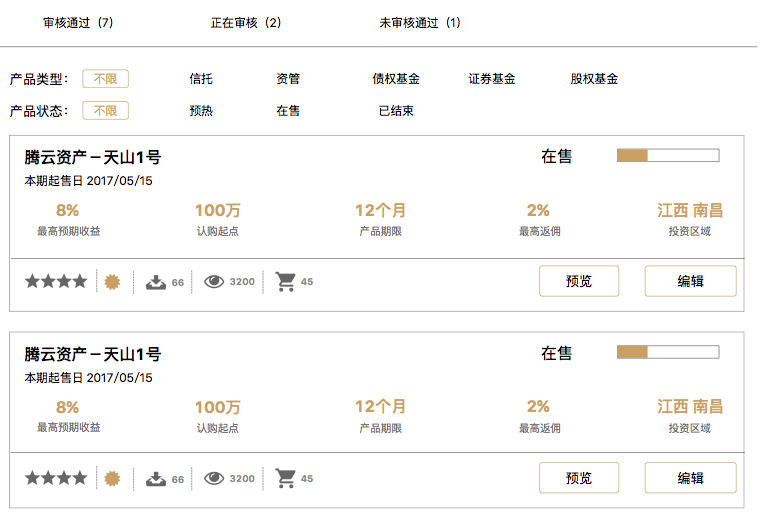 审核通过（7） 正在审核（2） 未审核通过（1）
产品类型： 不限 信托 资管 债权基金 证券基金 股权基金
产品状态： 不限 预热 在售 已结束
腾云资产－天山1号 在售
本期起售日 2017/05/15
8% 100万 12个月 2% 江西 南昌
最高预期收益 认购起点 产品期限 最高返佣 投资区域
66 3200 45 预览 编辑
腾云资产－天山1号 在售
本期起售日 2017/05/15
8% 100万 12个月 2% 江西 南昌
最高预期收益 认购起点 产品期限 最高返佣 投资区域
66 3200 45 预览 编辑